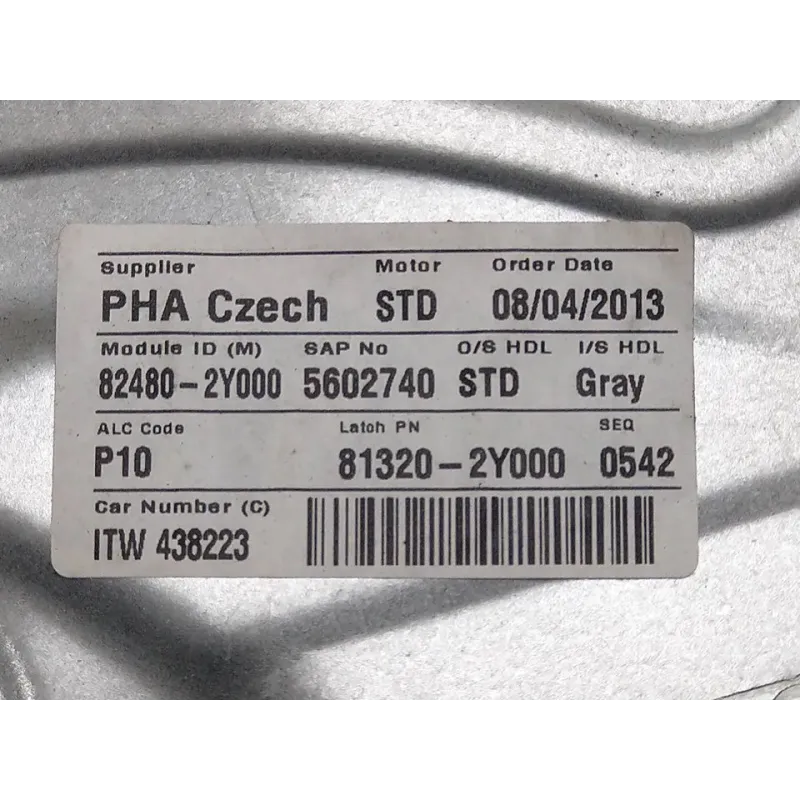 Supplier Motor Order Date
PHA Czech STD 08/04/2013
Module ID (M) SAP No O/S HDL I/S HDL
82480-2Y000 5602740 STD Gray
ALC Code Latch PN SEQ
P10 81320-2Y000 0542
Car Number (C)
ITW 438223